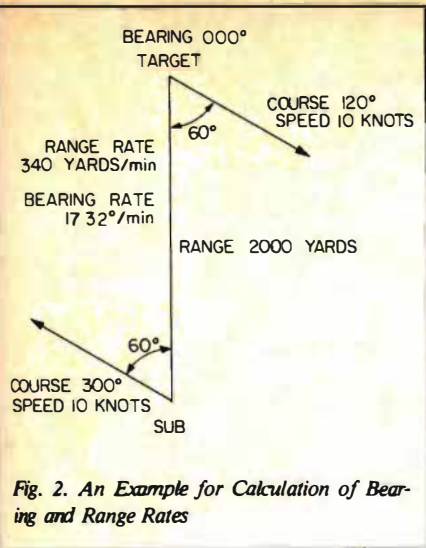 BEARING 000°
TARGET
COURSE 120°
SPEED 10 KNOTS
60°
RANGE RATE
340 YARDS/min
BEARING RATE
17 32°/min
RANGE 2000 YARDS
60°
COURSE 300°
SPEED 10 KNOTS
SUB
Fig. 2. An Example for Calculation of Bear-
ing and Range Rates